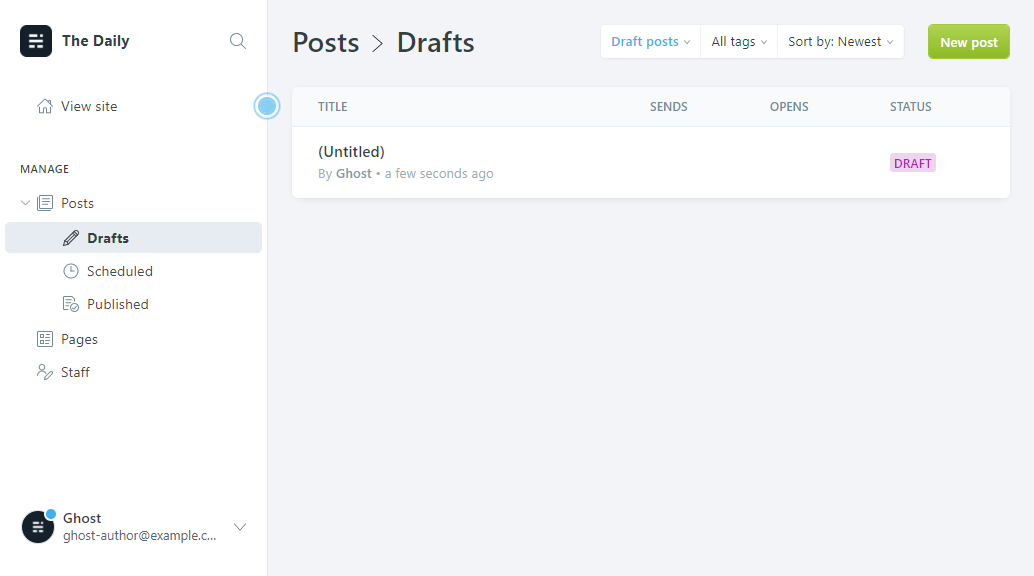 The Daily
View site
MANAGE
Posts
Drafts
Scheduled
Published
Pages
Staff
Ghost
ghost-author@example.c...
Posts > Drafts
Draft posts
All tags
Sort by: Newest
New post
TITLE SENDS OPENS STATUS
(Untitled)
By Ghost • a few seconds ago
DRAFT